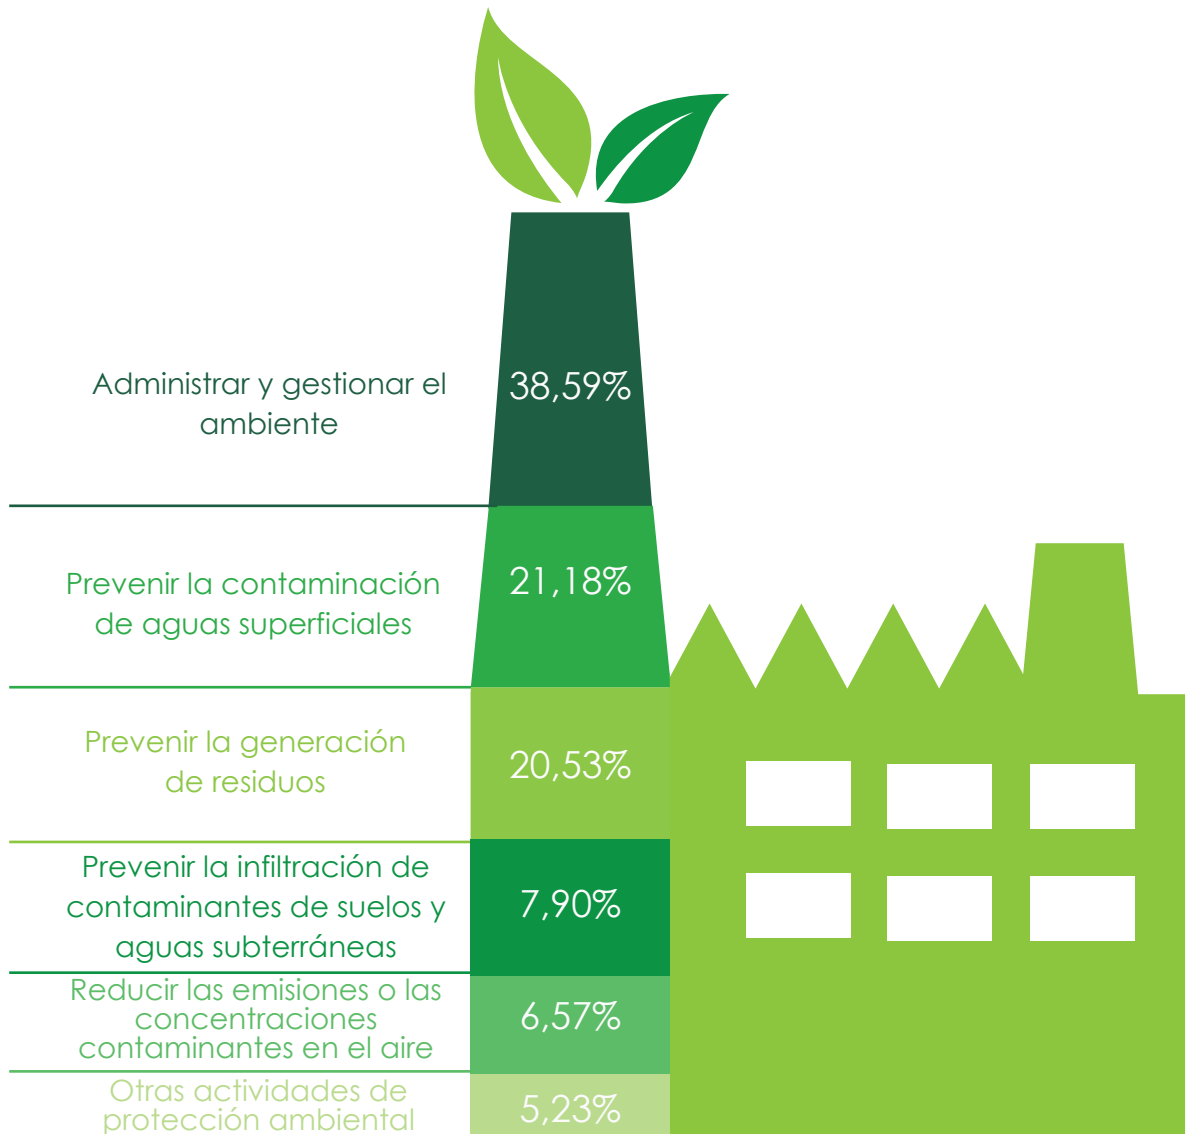 Administrar y gestionar el
ambiente
38,59%
Prevenir la contaminación
de aguas superficiales
21,18%
Prevenir la generación
de residuos
20,53%
Prevenir la infiltración de
contaminantes de suelos y
aguas subterráneas
7,90%
Reducir las emisiones o las
concentraciones
contaminantes en el aire
6,57%
Otras actividades de
protección ambiental
5,23%